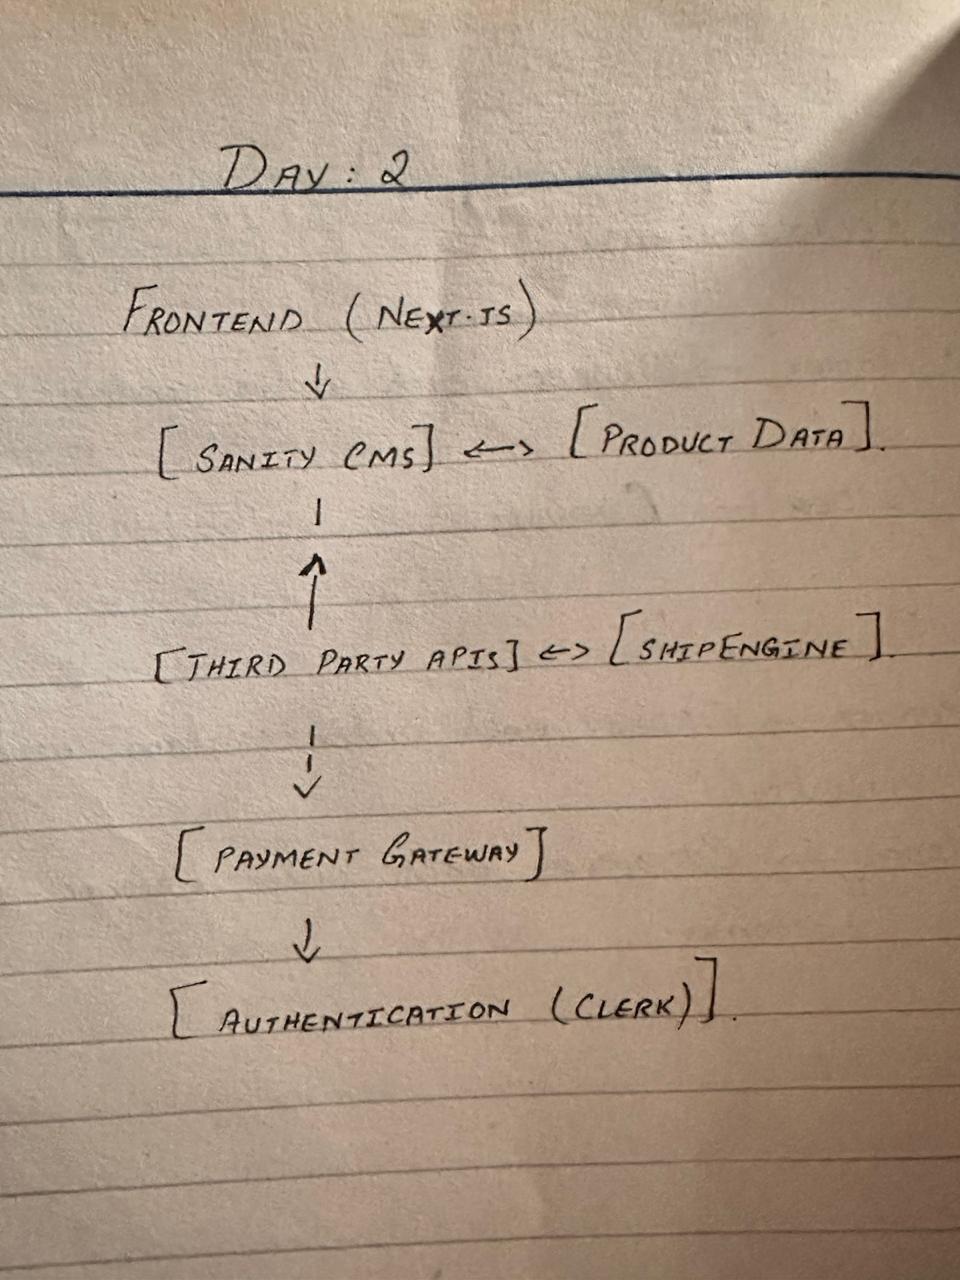 DAY : 2
FRONTEND (NEXT.JS)
↓
[SANITY CMS] ↔ [PRODUCT DATA].
|
↑
[THIRD PARTY APIS] ↔ [SHIPENGINE].
↓
[PAYMENT GATEWAY]
↓
[AUTHENTICATION (CLERK)].